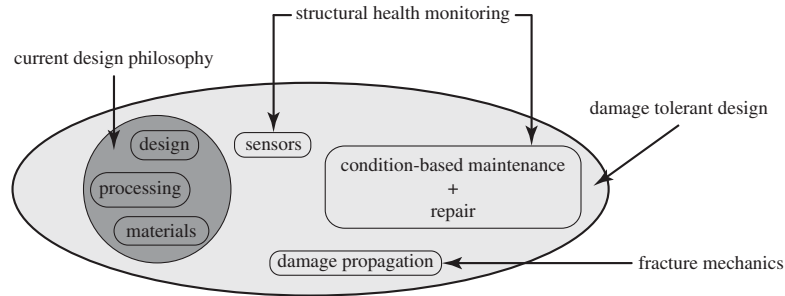 structural health monitoring
current design philosophy
damage tolerant design
design
sensors
condition-based maintenance
+
repair
processing
materials
damage propagation
fracture mechanics